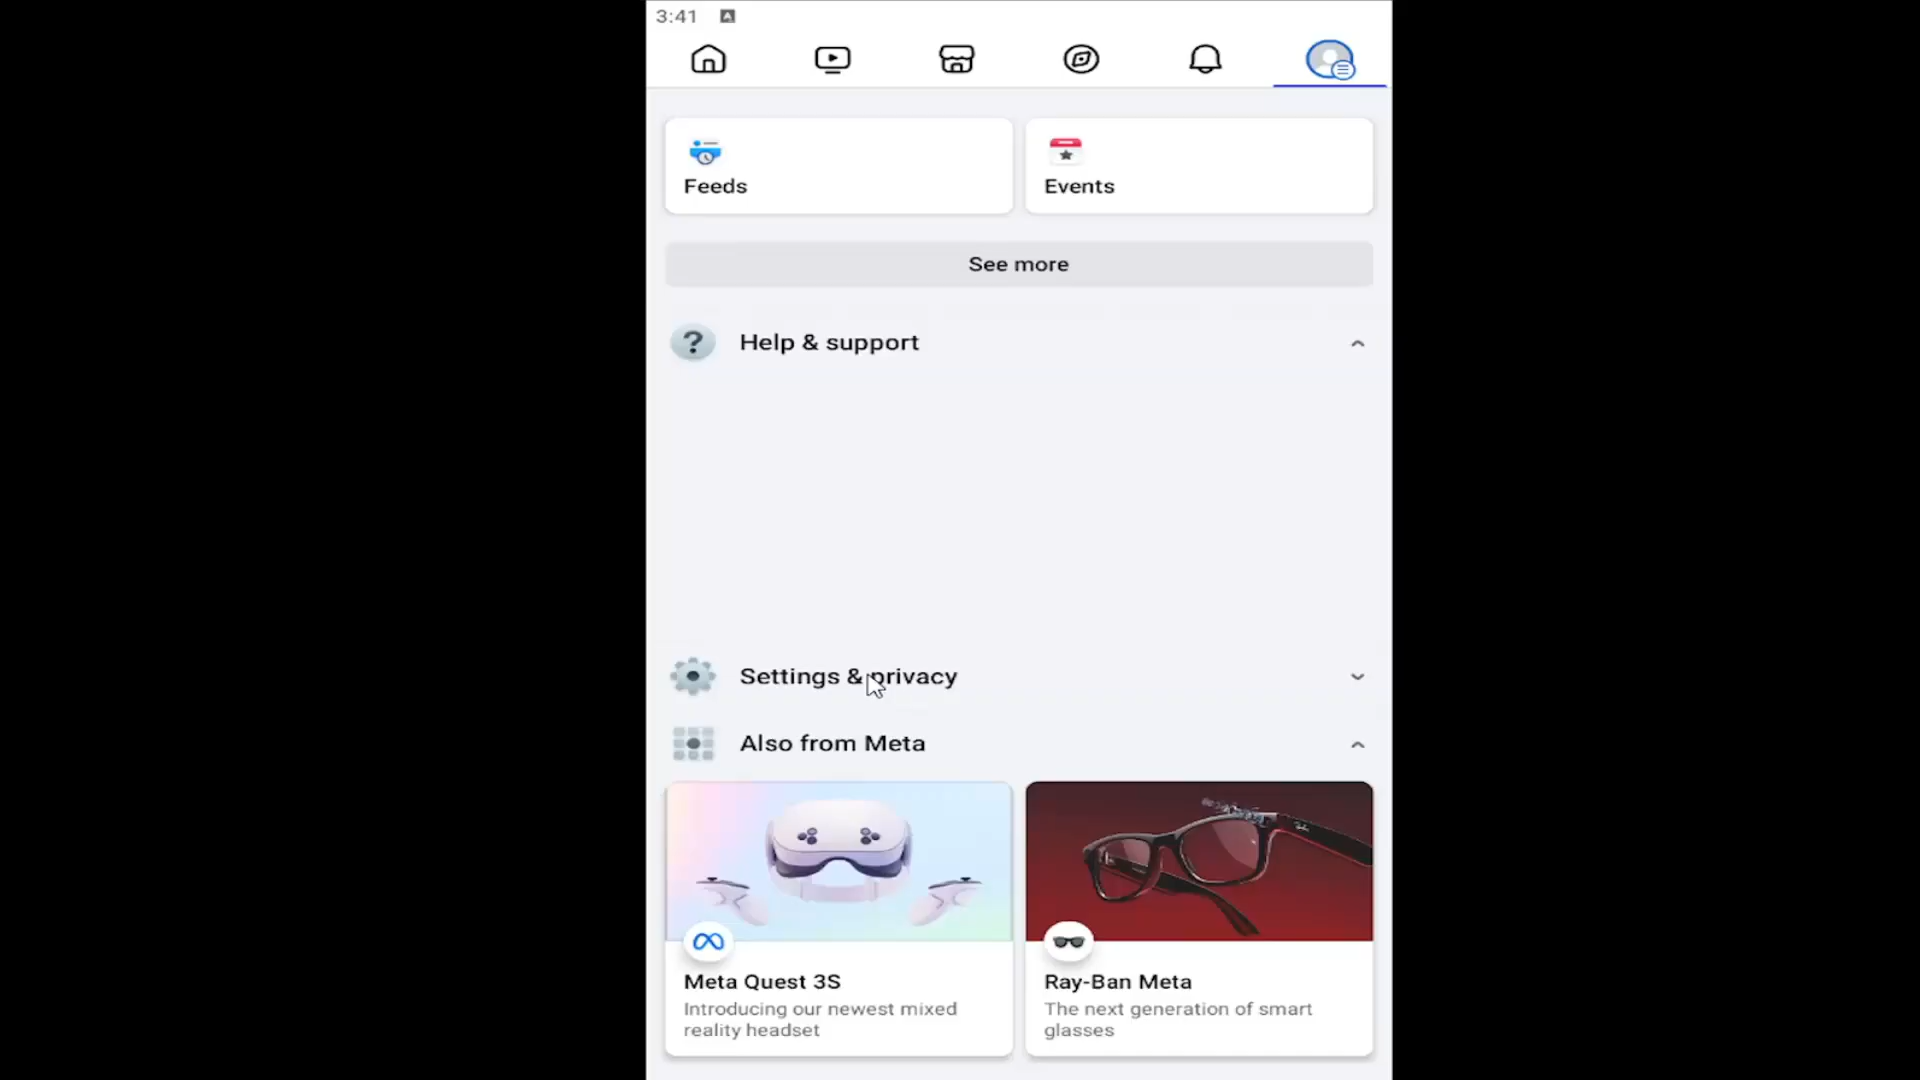 3:41
Feeds
Events
See more
Help & support
Settings & privacy
Also from Meta
Meta Quest 3S
Introducing our newest mixed
reality headset
Ray-Ban Meta
The next generation of smart
glasses